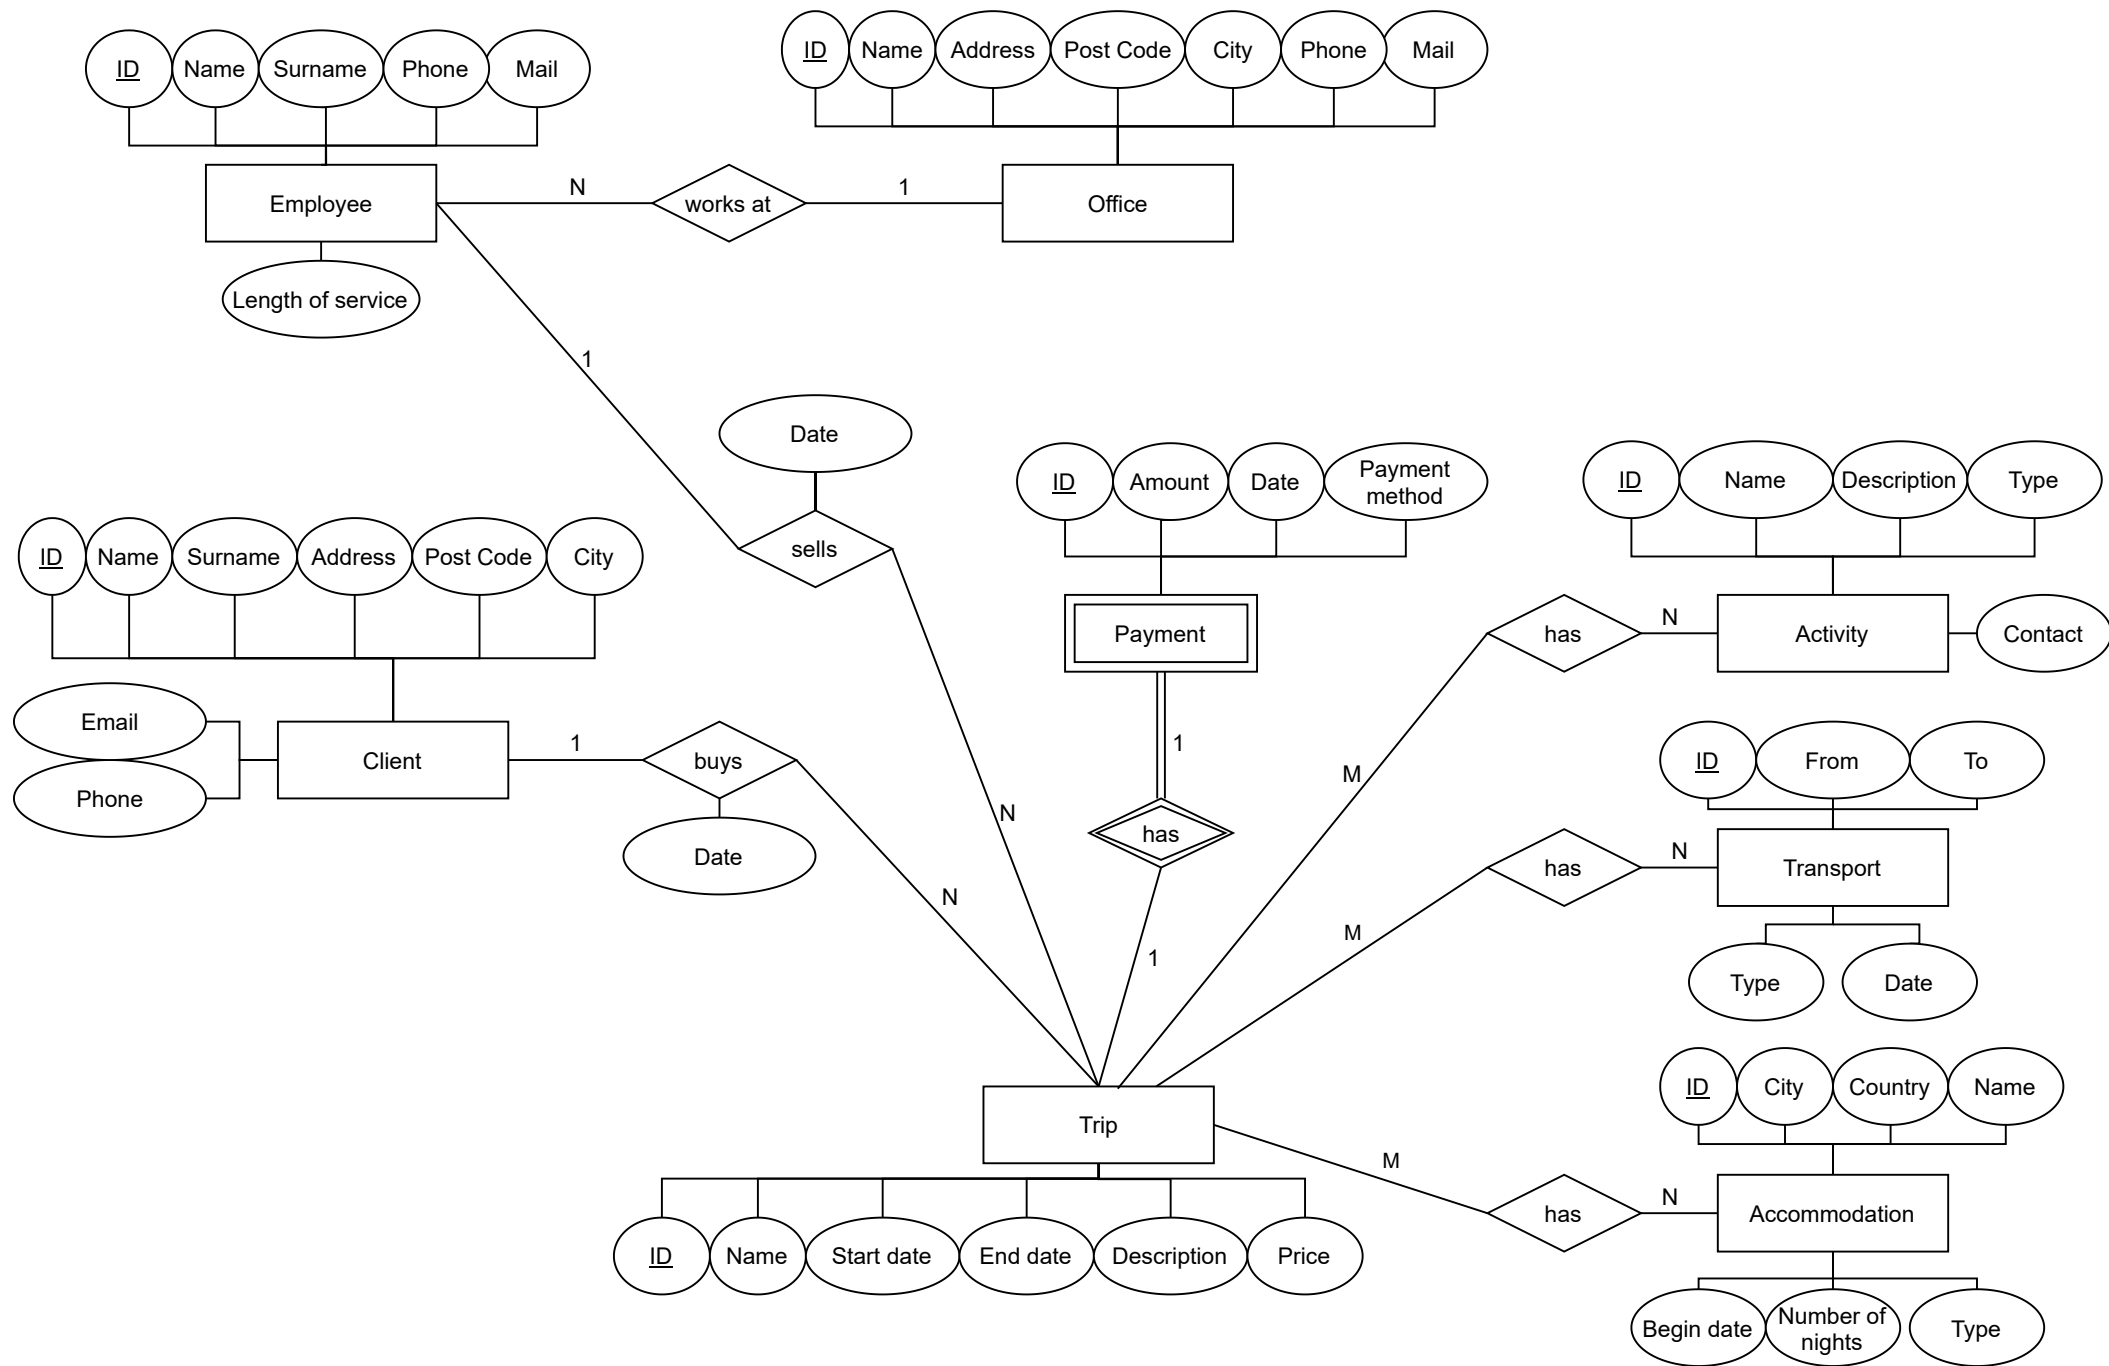 ID
Name
Surname
Phone
Mail
ID
Name
Address
Post Code
City
Phone
Mail
Employee
N
works at
1
Office
Length of service
1
Date
sells
N
ID
Amount
Date
Payment
method
Payment
1
has
1
ID
Name
Description
Type
M
has
N
Activity
Contact
ID
Name
Surname
Address
Post Code
City
Email
Phone
Client
1
buys
Date
N
ID
From
To
M
has
N
Transport
Type
Date
ID
City
Country
Name
Trip
M
has
N
Accommodation
ID
Name
Start date
End date
Description
Price
Begin date
Number of
nights
Type